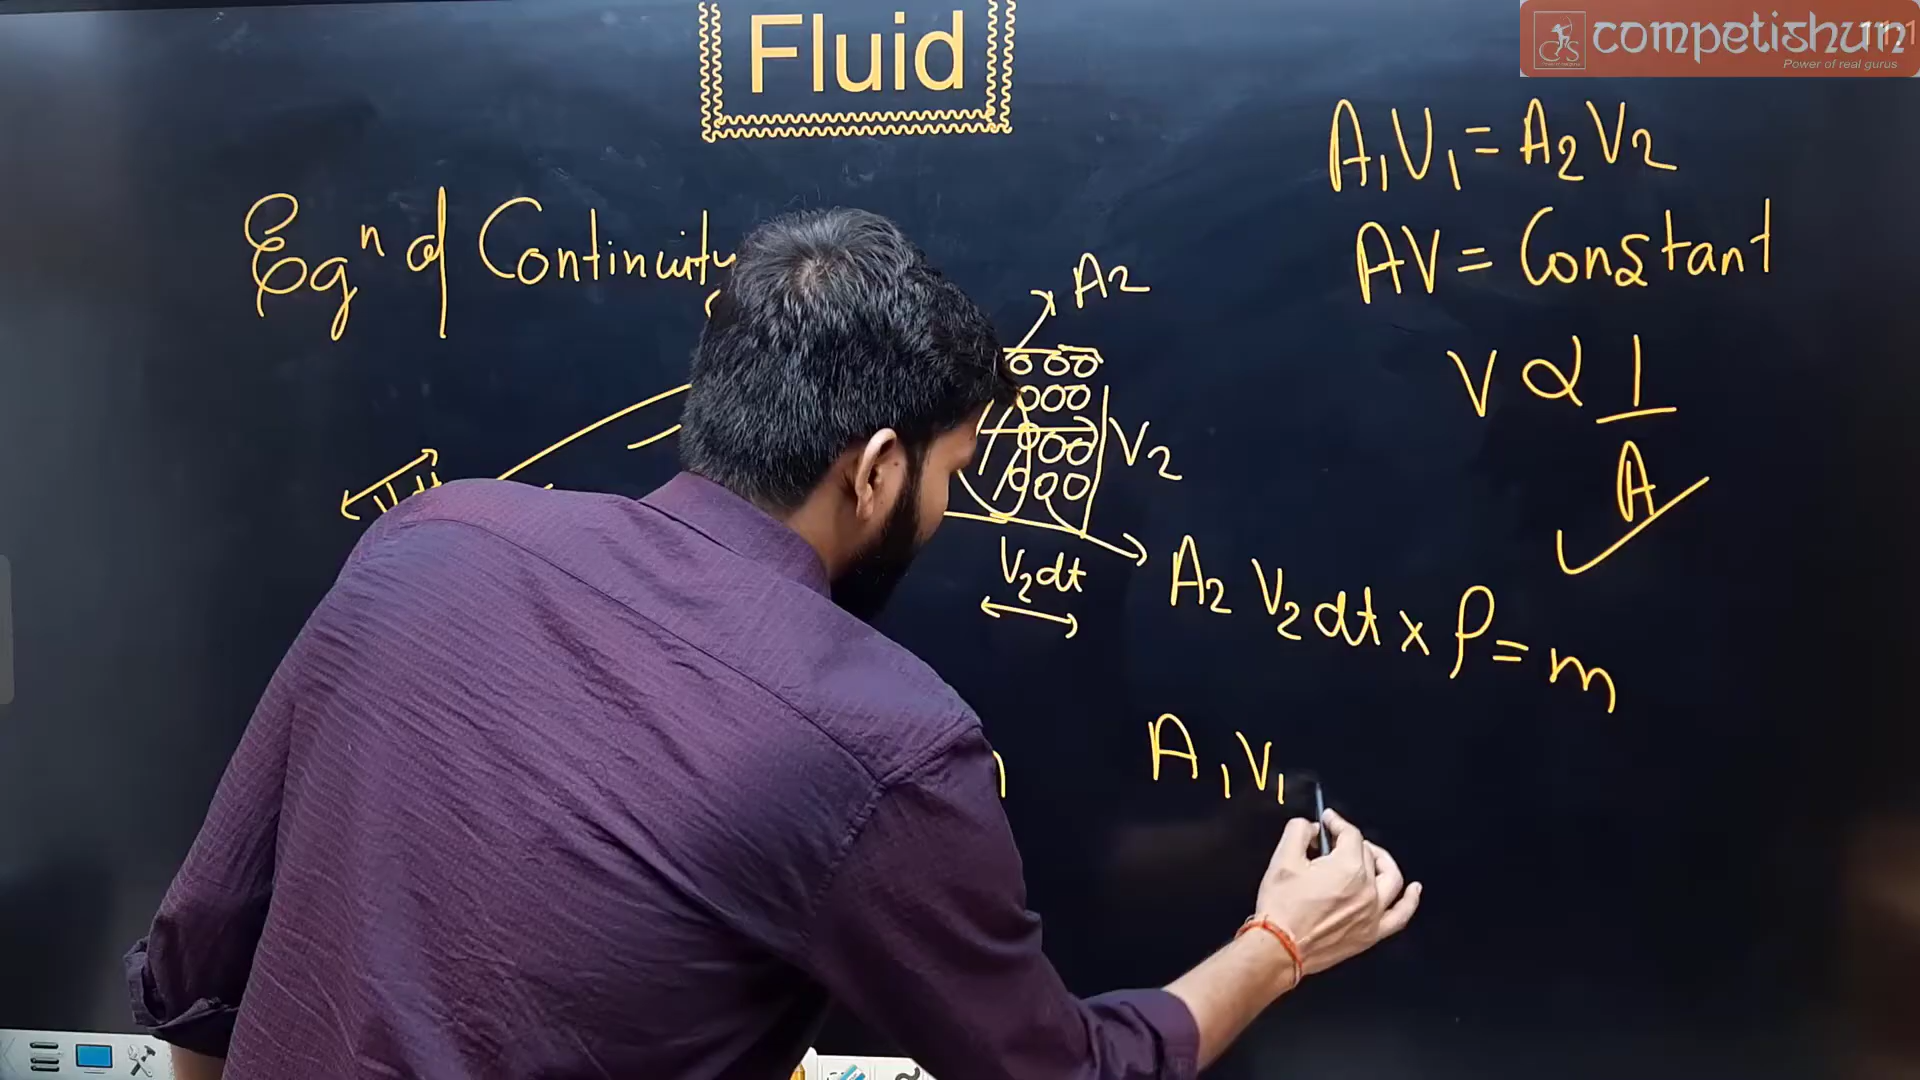 competishun
Power of real gurus
Fluid
A₁V₁ = A₂V₂
AV = Constant
V ∝ 1/A
Eqⁿ of Continuity
A₂
V₂
V₂dt
A₂ V₂dt × ρ = m
A₁V₁